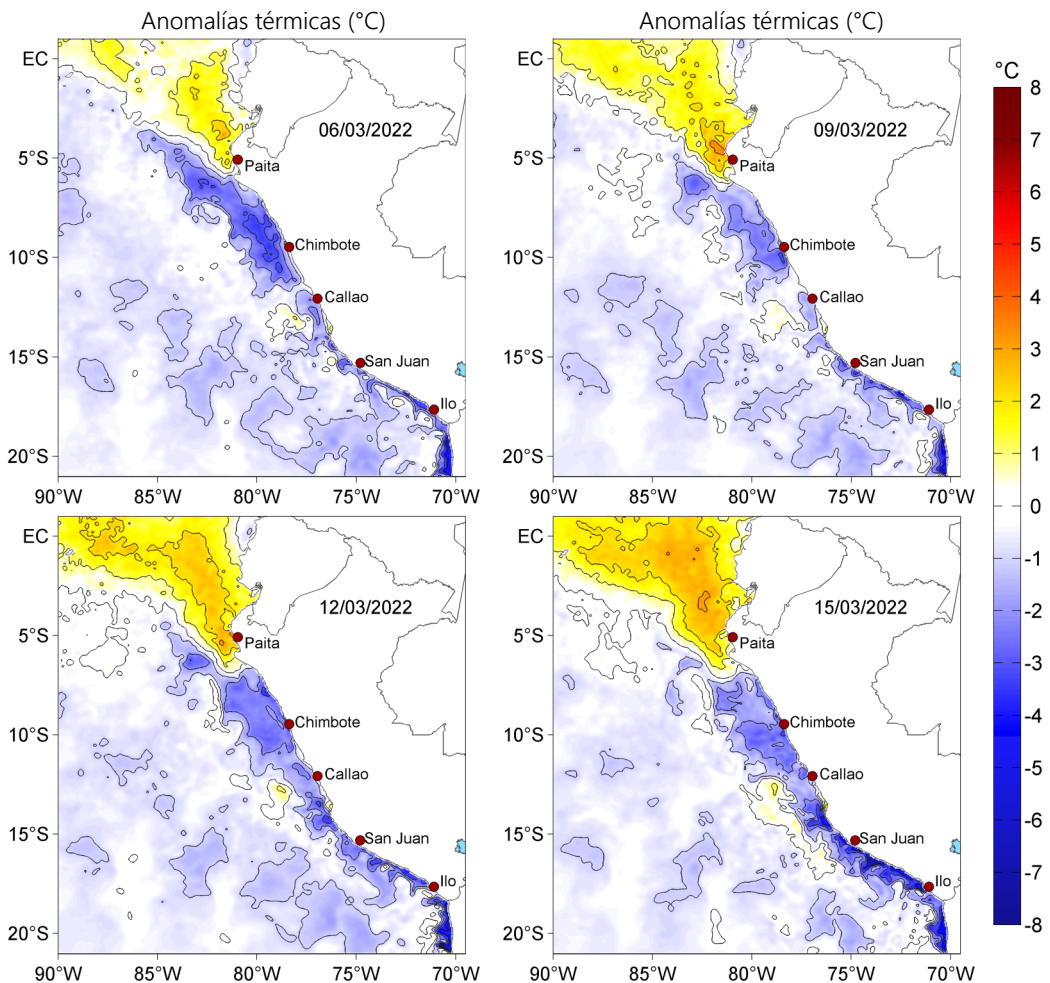 Anomalías térmicas (°C)
Anomalías térmicas (°C)
EC
5°S
10°S
15°S
20°S
90°W
85°W
80°W
75°W
70°W
06/03/2022
Paita
Chimbote
Callao
San Juan
Ilo
EC
5°S
10°S
15°S
20°S
90°W
85°W
80°W
75°W
70°W
09/03/2022
Paita
Chimbote
Callao
San Juan
Ilo
°C
8
7
6
5
4
3
2
1
0
-1
-2
-3
-4
-5
-6
-7
-8
EC
5°S
10°S
15°S
20°S
90°W
85°W
80°W
75°W
70°W
12/03/2022
Paita
Chimbote
Callao
San Juan
Ilo
EC
5°S
10°S
15°S
20°S
90°W
85°W
80°W
75°W
70°W
15/03/2022
Paita
Chimbote
Callao
San Juan
Ilo